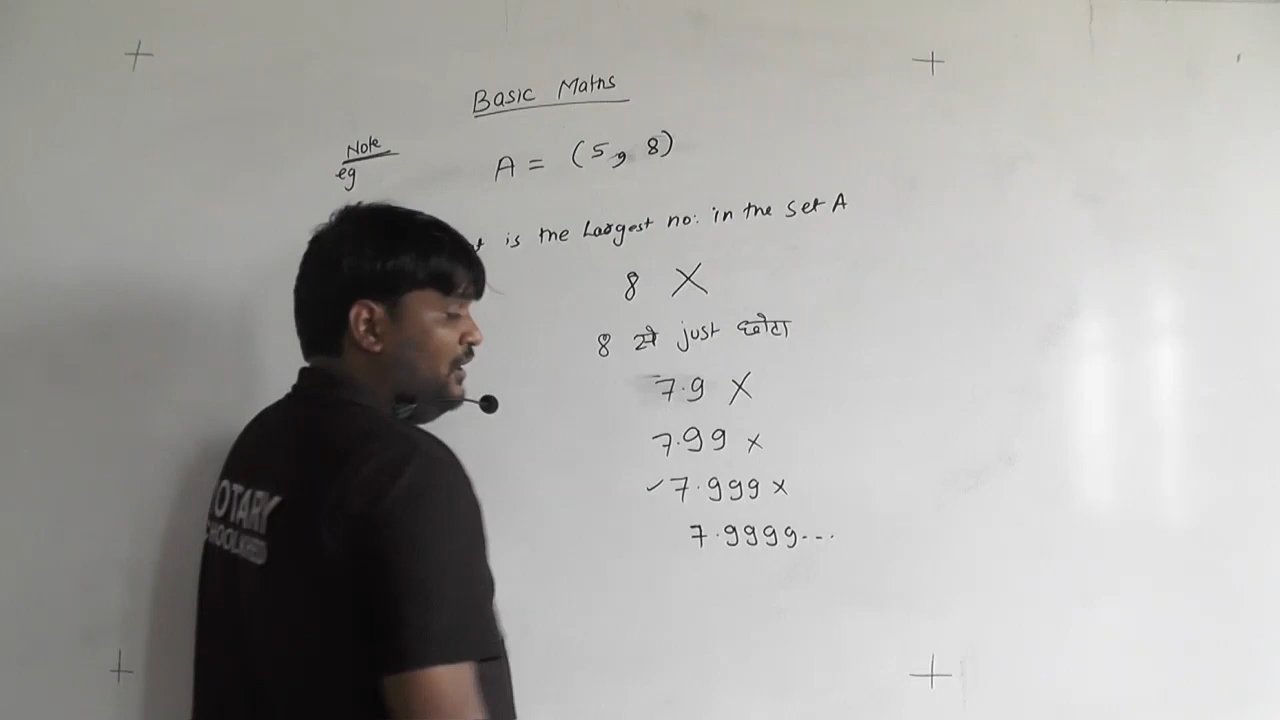 Basic Maths
Note
eg
A = (5, 8)
is the Largest no: in the set A
8 X
8 से just छोटा
7.9 X
7.99 x
✓7.999 x
7.9999---
OTARY